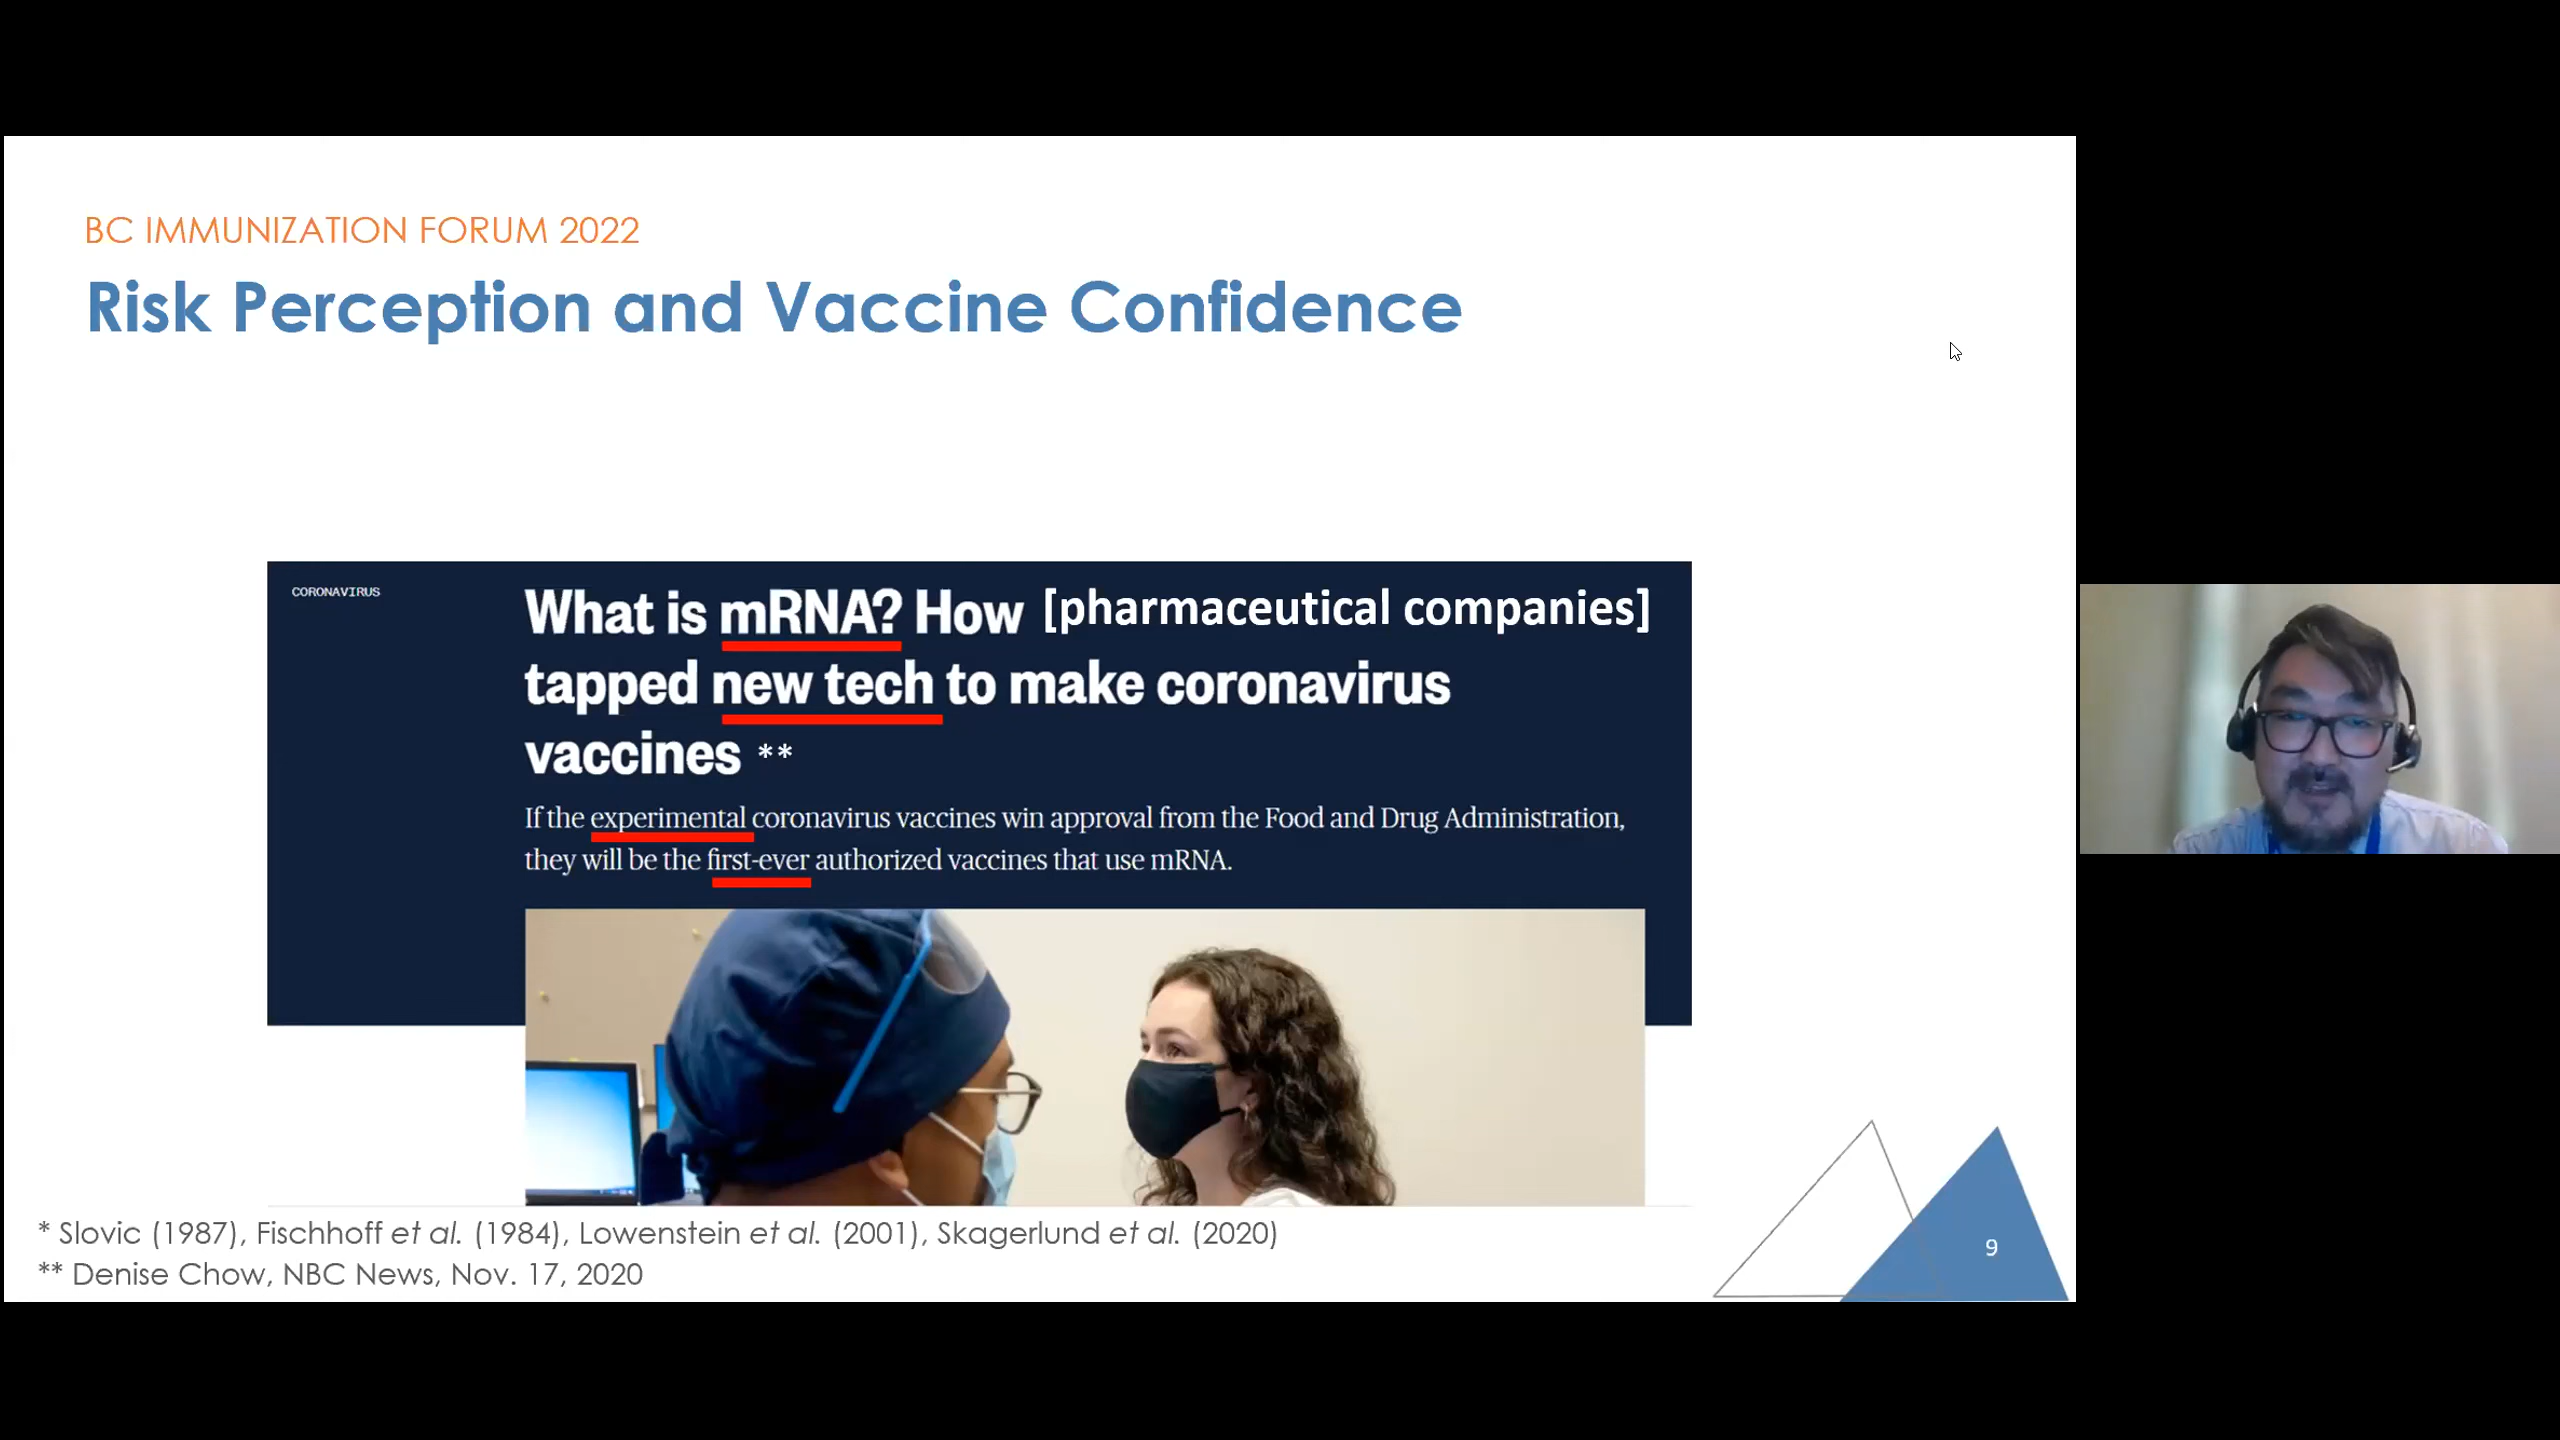 BC IMMUNIZATION FORUM 2022
Risk Perception and Vaccine Confidence
CORONAVIRUS
What is mRNA? How [pharmaceutical companies]
tapped new tech to make coronavirus
vaccines **
If the experimental coronavirus vaccines win approval from the Food and Drug Administration,
they will be the first-ever authorized vaccines that use mRNA.
* Slovic (1987), Fischhoff et al. (1984), Lowenstein et al. (2001), Skagerlund et al. (2020)
** Denise Chow, NBC News, Nov. 17, 2020
9